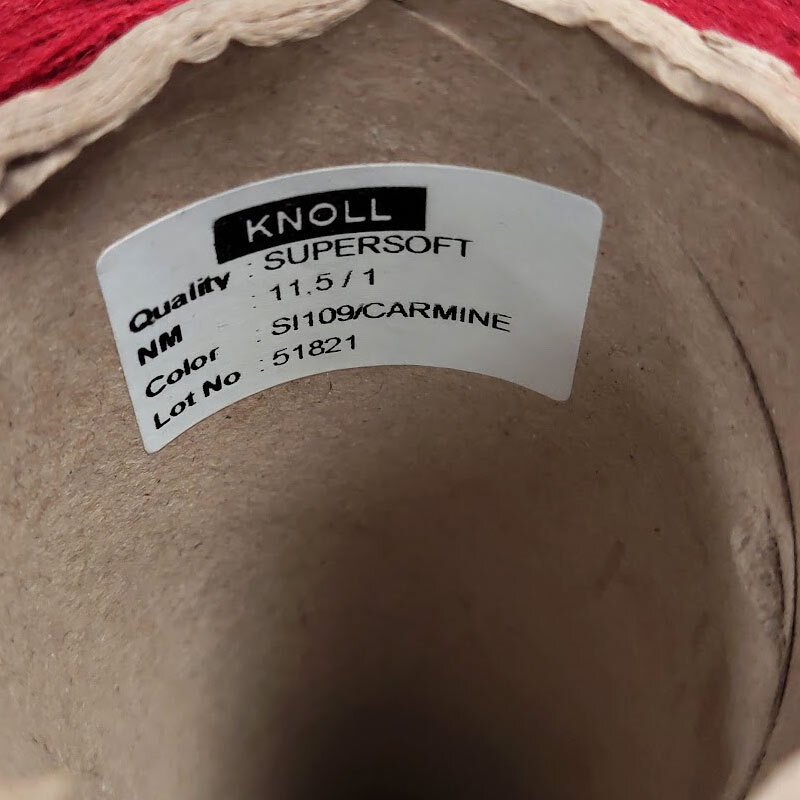 KNOLL
Quality : SUPERSOFT
NM : 11,5 / 1
Color : SI109/CARMINE
Lot No : 51821